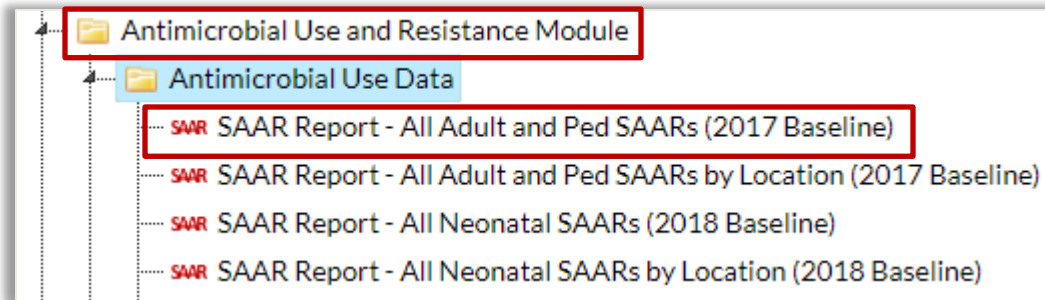 Antimicrobial Use and Resistance Module
Antimicrobial Use Data
SAAR SAAR Report - All Adult and Ped SAARs (2017 Baseline)
SAAR SAAR Report - All Adult and Ped SAARs by Location (2017 Baseline)
SAAR SAAR Report - All Neonatal SAARs (2018 Baseline)
SAAR SAAR Report - All Neonatal SAARs by Location (2018 Baseline)